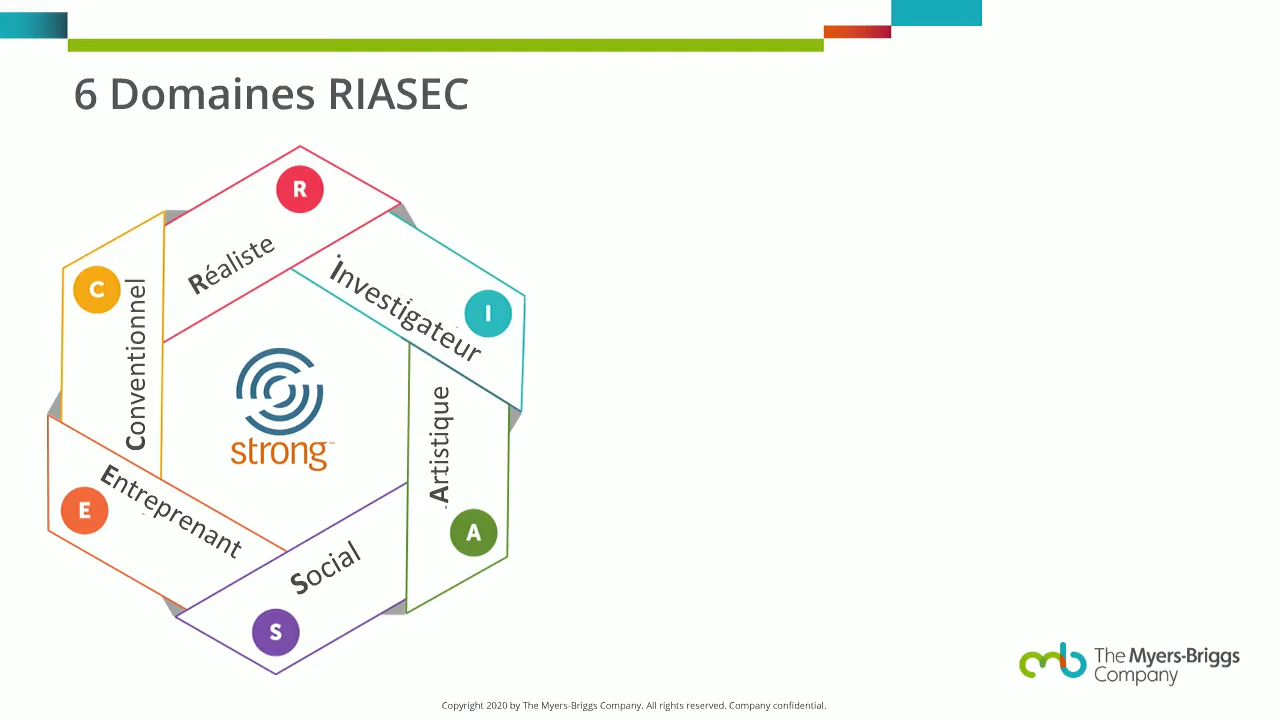 6 Domaines RIASEC
R
Réaliste
I
Investigateur
A
Artistique
S
Social
E
Entreprenant
C
Conventionnel
strong™
The Myers-Briggs
Company
Copyright 2020 by The Myers-Briggs Company. All rights reserved. Company confidential.